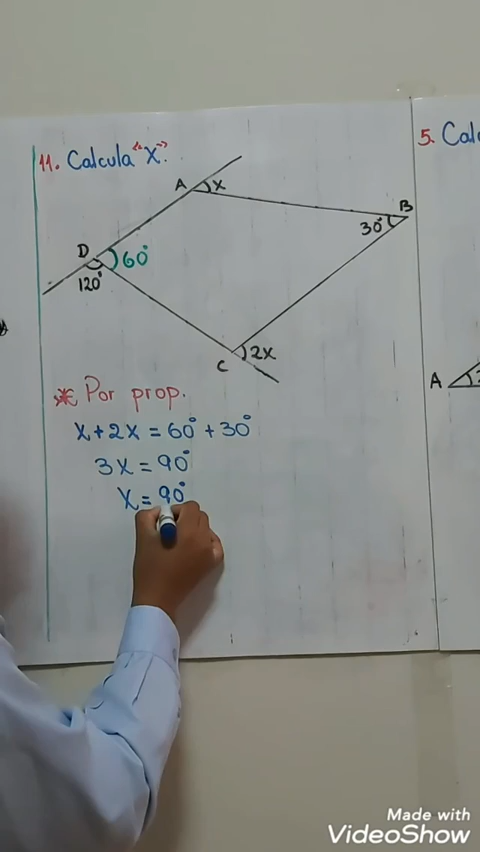 11. Calcula "X".
5. Cal
A
X
B
30°
D
60°
120°
C
2X
A
* Por prop.
X+2X = 60° + 30°
3X = 90°
X = 90°
Made with
VideoShow